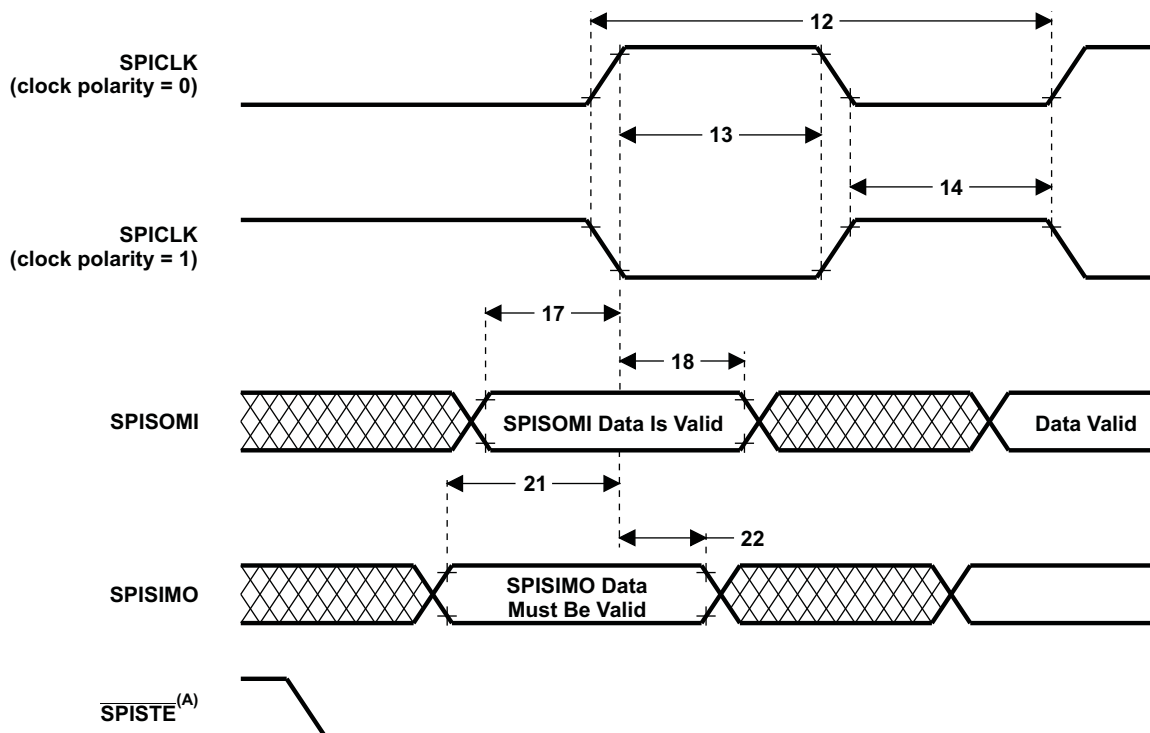 12
SPICLK
(clock polarity = 0)
13
14
SPICLK
(clock polarity = 1)
17
18
SPISOMI
SPISOMI Data Is Valid
Data Valid
21
22
SPISIMO
SPISIMO Data
Must Be Valid
SPISTE(A)